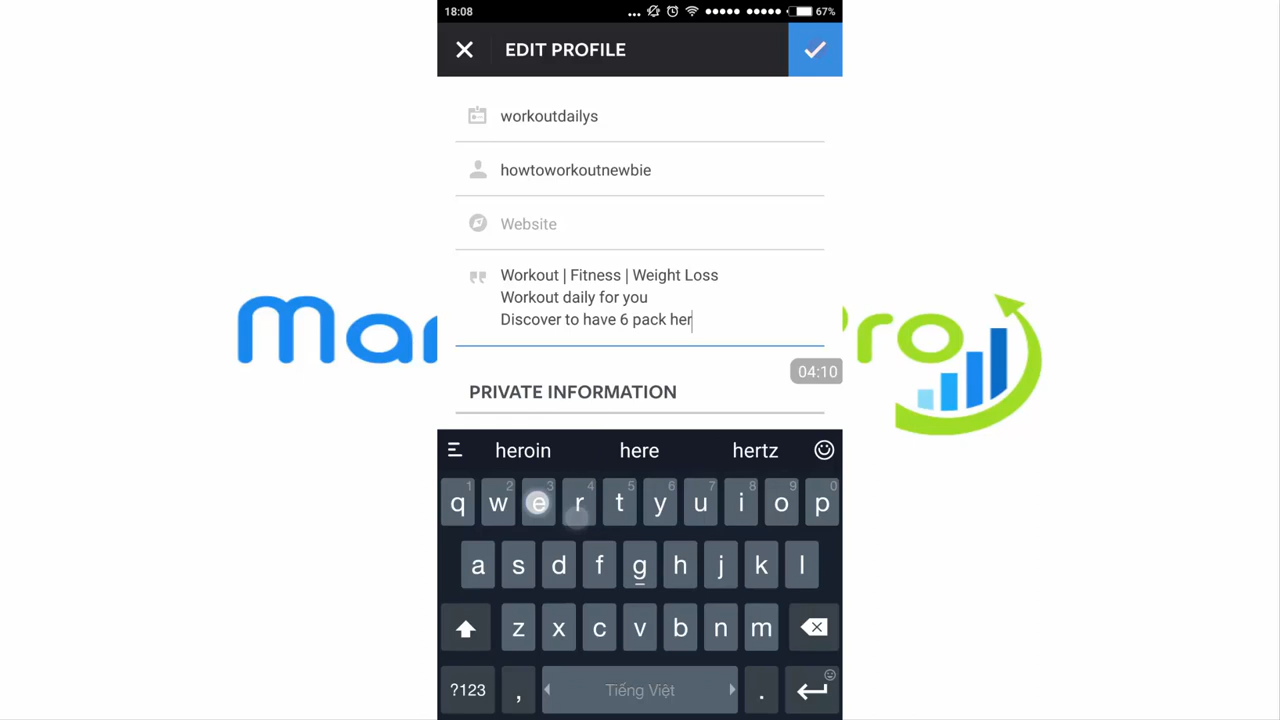 18:08 ... 67%
EDIT PROFILE
workoutdailys
howtoworkoutnewbie
Website
Workout | Fitness | Weight Loss
Workout daily for you
Discover to have 6 pack her
Mar
ro
04:10
PRIVATE INFORMATION
heroin here hertz
1 2 3 4 5 6 7 8 9 0
q w e r t y u i o p
a s d f g h j k l
z x c v b n m
?123 , Tiếng Việt .